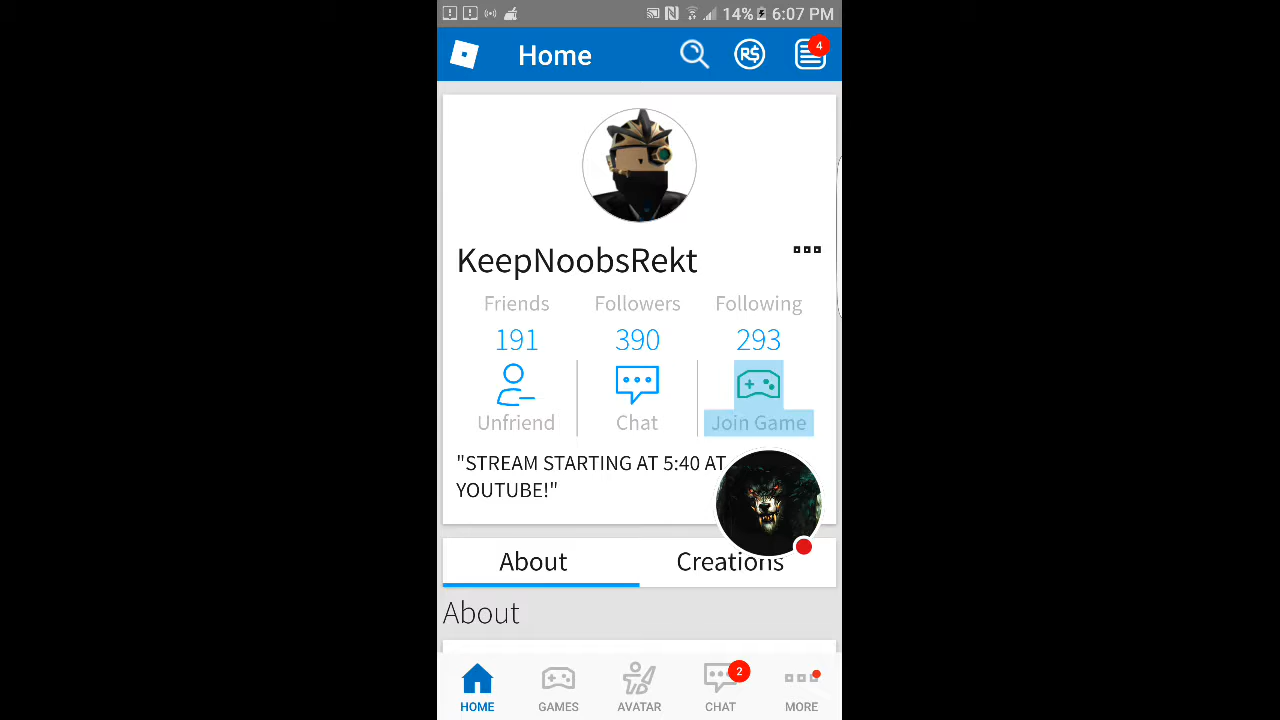 14% 6:07 PM
Home
R$
4
KeepNoobsRekt
Friends Followers Following
191 390 293
Unfriend Chat Join Game
"STREAM STARTING AT 5:40 AT
YOUTUBE!"
About Creations
About
2
HOME GAMES AVATAR CHAT MORE